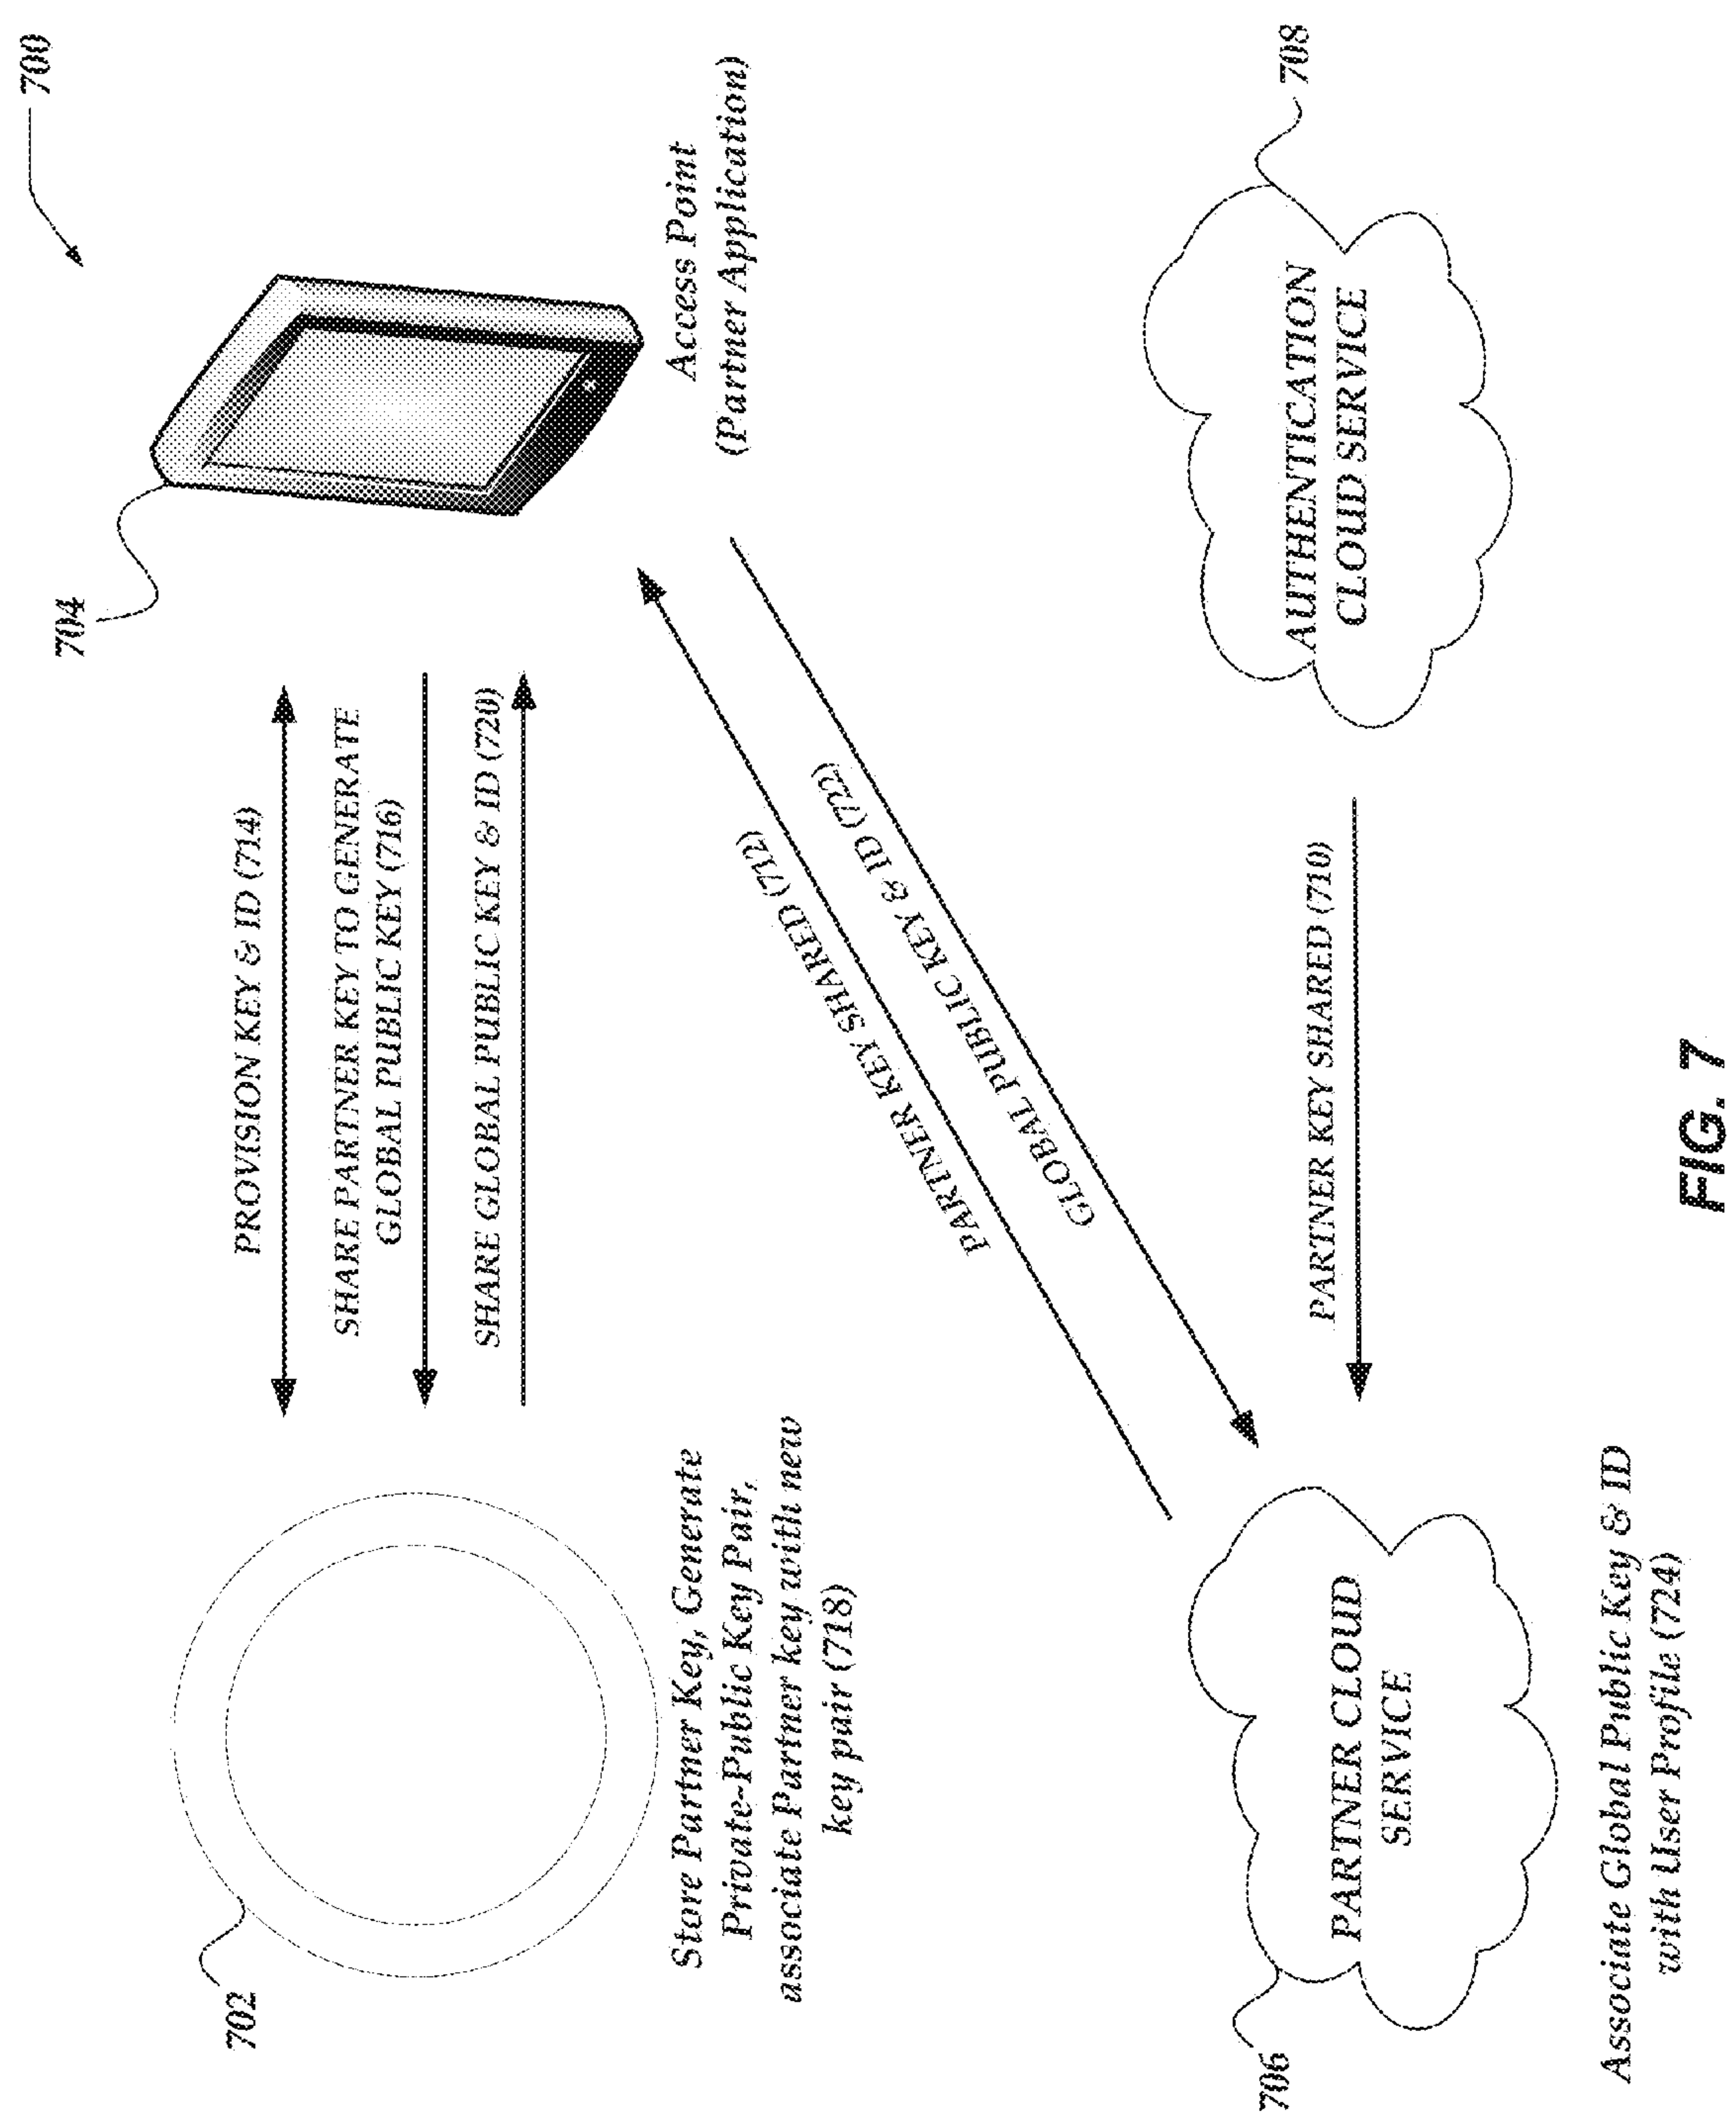 700
704
702
PROVISION KEY & ID (714)
SHARE PARTNER KEY TO GENERATE
GLOBAL PUBLIC KEY (716)
SHARE GLOBAL PUBLIC KEY & ID (720)
Access Point
(Partner Application)
Store Partner Key, Generate
Private-Public Key Pair,
associate Partner key with new
key pair (718)
PARTNER KEY SHARED (712)
GLOBAL PUBLIC KEY & ID (722)
708
AUTHENTICATION
CLOUD SERVICE
PARTNER KEY SHARED (710)
706
PARTNER CLOUD
SERVICE
Associate Global Public Key & ID
with User Profile (724)
FIG. 7